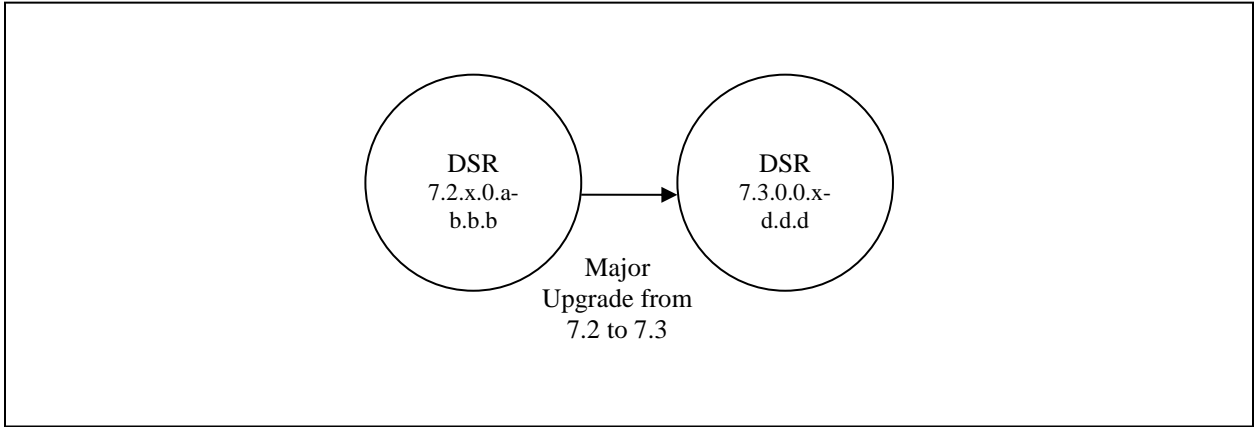 DSR
7.2.x.0.a-
b.b.b
DSR
7.3.0.0.x-
d.d.d
Major
Upgrade from
7.2 to 7.3